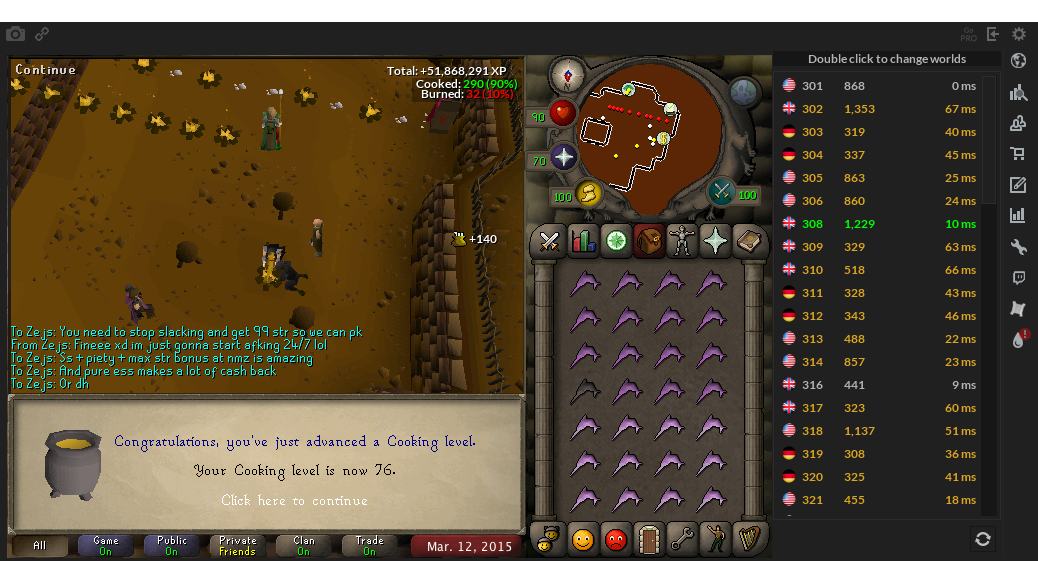 Go
PRO
Continue
Total: +51,868,291 XP
Cooked: 290 (90%)
Burned: 32 (10%)
+140
To Zejs: You need to stop slacking and get 99 str so we can pk
From Zejs: Fineee xd im just gonna start afking 24/7 lol
To Zejs: Ss + piety + max str bonus at nmz is amazing
To Zejs: And pure ess makes a lot of cash back
To Zejs: Or dh
Congratulations, you've just advanced a Cooking level.
Your Cooking level is now 76.
Click here to continue
All
Game
On
Public
On
Private
Friends
Clan
On
Trade
On
Mar. 12, 2015
N
90
70
100
100
Double click to change worlds
301 868 0 ms
302 1,353 67 ms
303 319 40 ms
304 337 45 ms
305 863 25 ms
306 860 24 ms
308 1,229 10 ms
309 329 63 ms
310 518 66 ms
311 328 43 ms
312 343 46 ms
313 488 22 ms
314 857 23 ms
316 441 9 ms
317 323 60 ms
318 1,137 51 ms
319 308 36 ms
320 325 41 ms
321 455 18 ms